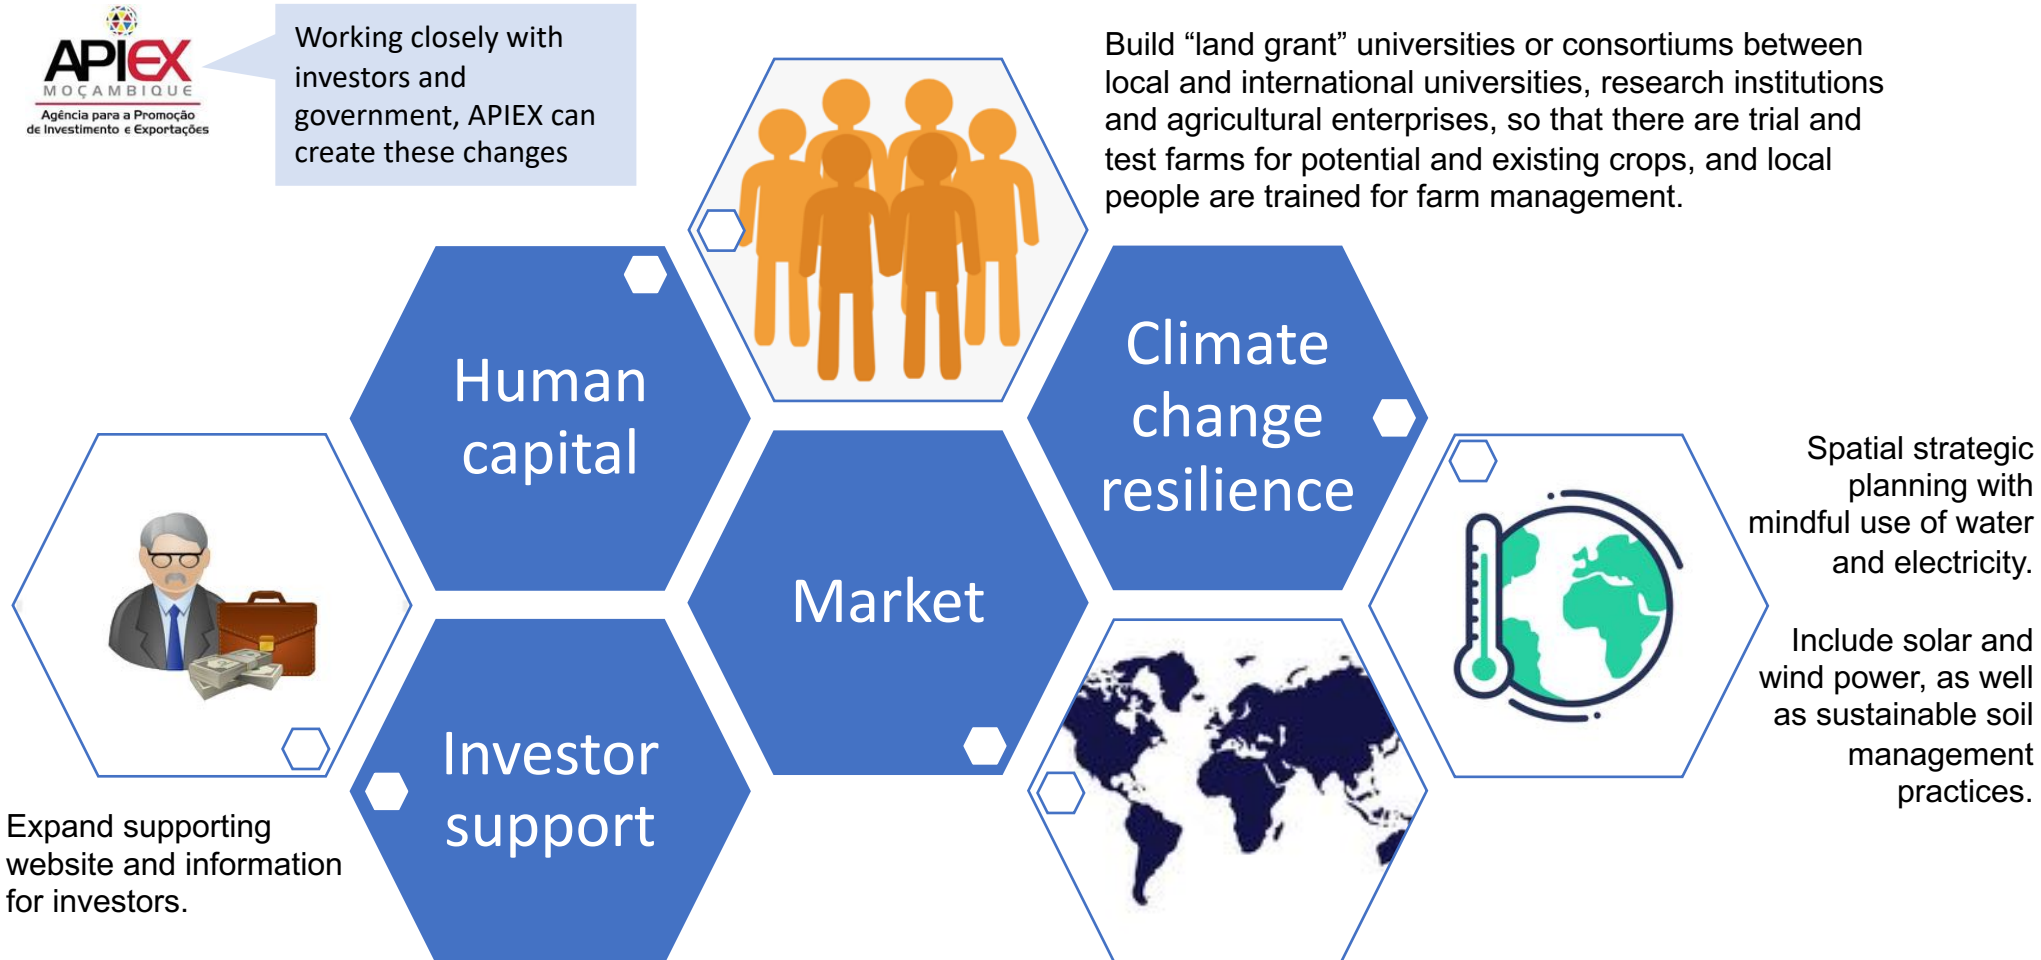 APIEX
MOÇAMBIQUE
Agência para a Promoção
de Investimento e Exportações
Working closely with
investors and
government, APIEX can
create these changes
Build “land grant” universities or consortiums between
local and international universities, research institutions
and agricultural enterprises, so that there are trial and
test farms for potential and existing crops, and local
people are trained for farm management.
Human
capital
Climate
change
resilience
Market
Investor
support
Spatial strategic
planning with
mindful use of water
and electricity.
Include solar and
wind power, as well
as sustainable soil
management
practices.
Expand supporting
website and information
for investors.